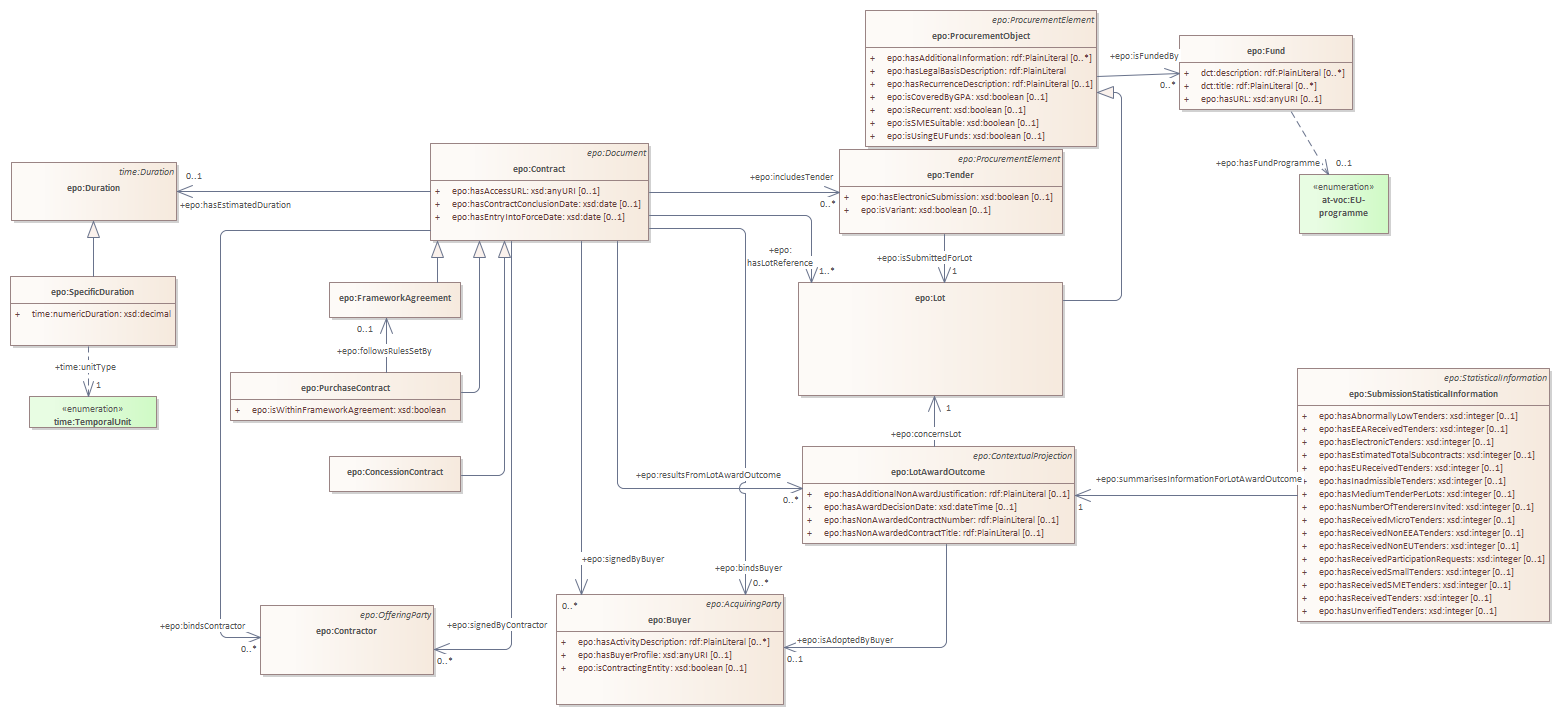 epo:ProcurementElement
epo:ProcurementObject
+ epo:hasAdditionalInformation: rdf:PlainLiteral [0..*]
+ epo:hasLegalBasisDescription: rdf:PlainLiteral
+ epo:hasRecurrenceDescription: rdf:PlainLiteral [0..1]
+ epo:isCoveredByGPA: xsd:boolean [0..1]
+ epo:isRecurrent: xsd:boolean [0..1]
+ epo:isSMESuitable: xsd:boolean [0..1]
+ epo:isUsingEUFunds: xsd:boolean [0..1]
+epo:isFundedBy
0..*
epo:Fund
+ dct:description: rdf:PlainLiteral [0..*]
+ dct:title: rdf:PlainLiteral [0..*]
+ epo:hasURL: xsd:anyURI [0..1]
+epo:hasFundProgramme
0..1
«enumeration»
at-voc:EU-
programme
time:Duration
epo:Duration
0..1
+epo:hasEstimatedDuration
epo:Document
epo:Contract
+ epo:hasAccessURL: xsd:anyURI [0..1]
+ epo:hasContractConclusionDate: xsd:date [0..1]
+ epo:hasEntryIntoForceDate: xsd:date [0..1]
+epo:includesTender
0..*
epo:ProcurementElement
epo:Tender
+ epo:hasElectronicSubmission: xsd:boolean [0..1]
+ epo:isVariant: xsd:boolean [0..1]
+epo:
hasLotReference
1..*
+epo:isSubmittedForLot
1
epo:Lot
epo:SpecificDuration
+ time:numericDuration: xsd:decimal
+time:unitType
1
«enumeration»
time:TemporalUnit
epo:FrameworkAgreement
0..1
+epo:followsRulesSetBy
epo:PurchaseContract
+ epo:isWithinFrameworkAgreement: xsd:boolean
epo:ConcessionContract
1
+epo:concernsLot
epo:ContextualProjection
epo:LotAwardOutcome
+ epo:hasAdditionalNonAwardJustification: rdf:PlainLiteral [0..1]
+ epo:hasAwardDecisionDate: xsd:dateTime [0..1]
+ epo:hasNonAwardedContractNumber: rdf:PlainLiteral [0..1]
+ epo:hasNonAwardedContractTitle: rdf:PlainLiteral [0..1]
+epo:resultsFromLotAwardOutcome
0..*
+epo:summarisesInformationForLotAwardOutcome
1
epo:StatisticalInformation
epo:SubmissionStatisticalInformation
+ epo:hasAbnormallyLowTenders: xsd:integer [0..1]
+ epo:hasEEAReceivedTenders: xsd:integer [0..1]
+ epo:hasElectronicTenders: xsd:integer [0..1]
+ epo:hasEstimatedTotalSubcontracts: xsd:integer [0..1]
+ epo:hasEUReceivedTenders: xsd:integer [0..1]
+ epo:hasInadmissibleTenders: xsd:integer [0..1]
+ epo:hasMediumTenderPerLots: xsd:integer [0..1]
+ epo:hasNumberOfTenderersInvited: xsd:integer [0..1]
+ epo:hasReceivedMicroTenders: xsd:integer [0..1]
+ epo:hasReceivedNonEEATenders: xsd:integer [0..1]
+ epo:hasReceivedNonEUTenders: xsd:integer [0..1]
+ epo:hasReceivedParticipationRequests: xsd:integer [0..1]
+ epo:hasReceivedSmallTenders: xsd:integer [0..1]
+ epo:hasReceivedSMETenders: xsd:integer [0..1]
+ epo:hasReceivedTenders: xsd:integer [0..1]
+ epo:hasUnverifiedTenders: xsd:integer [0..1]
+epo:signedByBuyer
0..*
+epo:bindsBuyer
0..*
epo:AcquiringParty
epo:Buyer
+ epo:hasActivityDescription: rdf:PlainLiteral [0..*]
+ epo:hasBuyerProfile: xsd:anyURI [0..1]
+ epo:isContractingEntity: xsd:boolean [0..1]
+epo:isAdoptedByBuyer
0..1
+epo:bindsContractor
0..*
epo:OfferingParty
epo:Contractor
+epo:signedByContractor
0..*